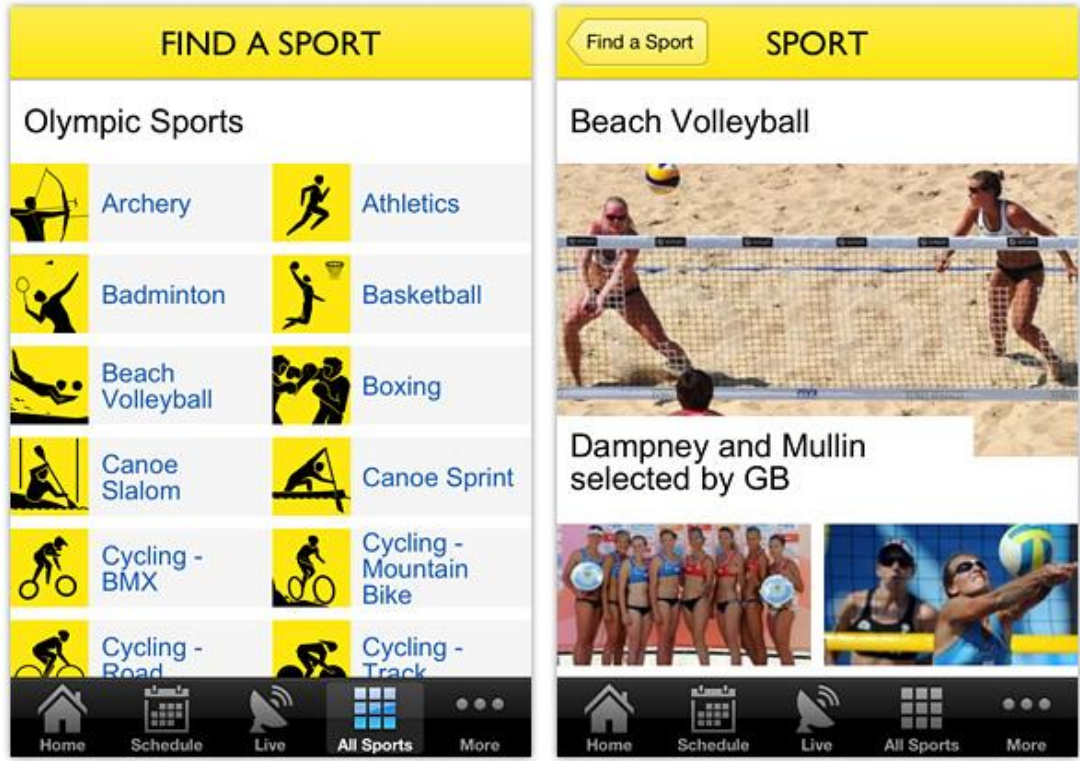 FIND A SPORT
Olympic Sports
Archery
Athletics
Badminton
Basketball
Beach
Volleyball
Boxing
Canoe
Slalom
Canoe Sprint
Cycling -
BMX
Cycling -
Mountain
Bike
Cycling -
Road
Cycling -
Track
Home
Schedule
Live
All Sports
More
Find a Sport
SPORT
Beach Volleyball
Dampney and Mullin
selected by GB
Home
Schedule
Live
All Sports
More